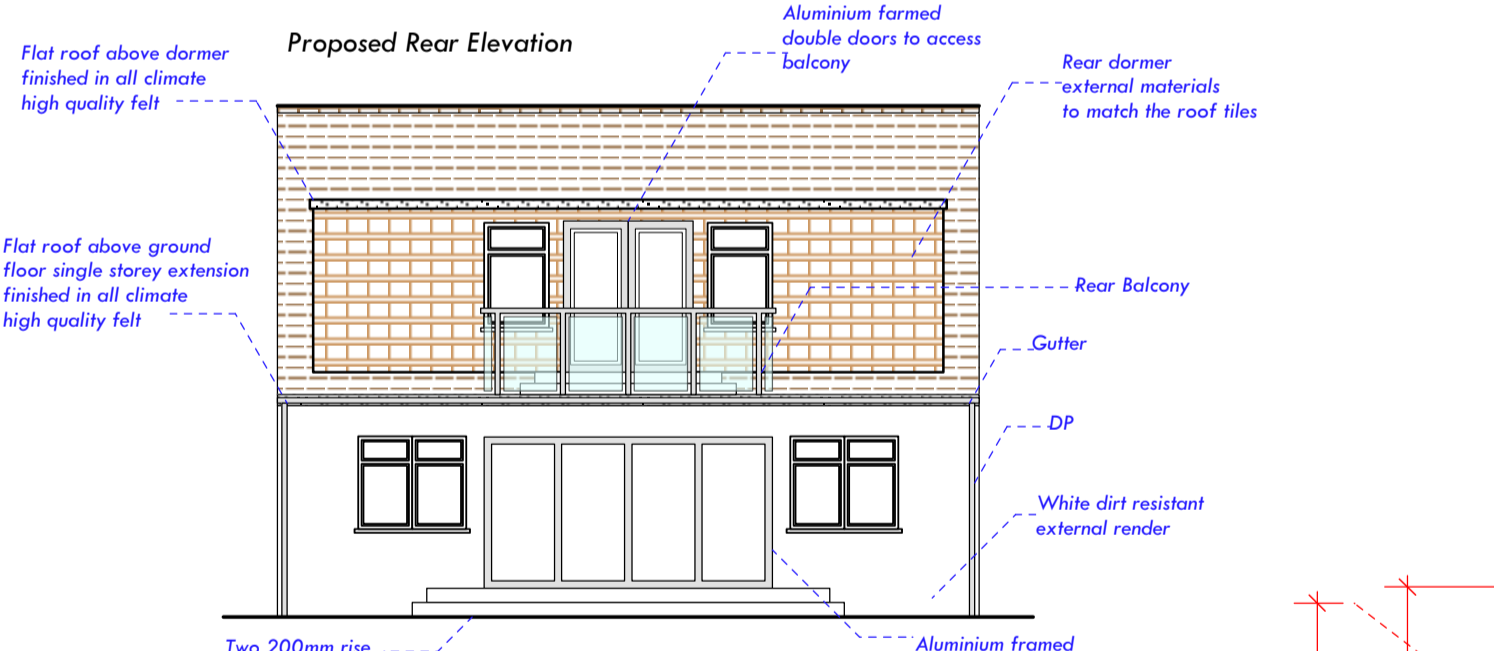 Proposed Rear Elevation
Flat roof above dormer
finished in all climate
high quality felt
Aluminium farmed
double doors to access
balcony
Rear dormer
external materials
to match the roof tiles
Flat roof above ground
floor single storey extension
finished in all climate
high quality felt
Rear Balcony
Gutter
DP
White dirt resistant
external render
Two 200mm rise
Aluminium framed